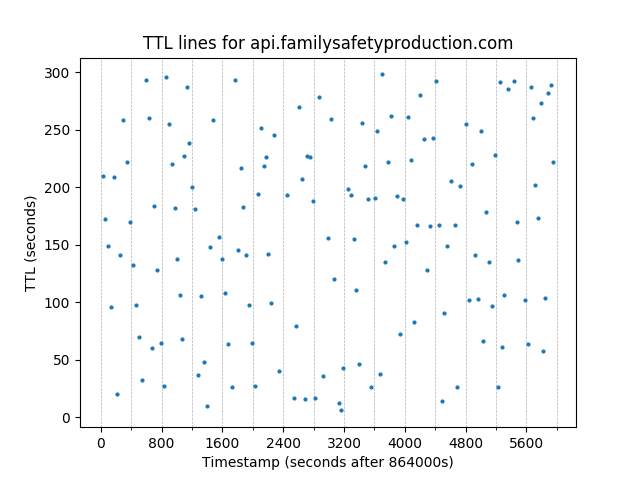 TTL lines for api.familysafetyproduction.com
TTL (seconds)
300
250
200
150
100
50
0
0 800 1600 2400 3200 4000 4800 5600
Timestamp (seconds after 864000s)